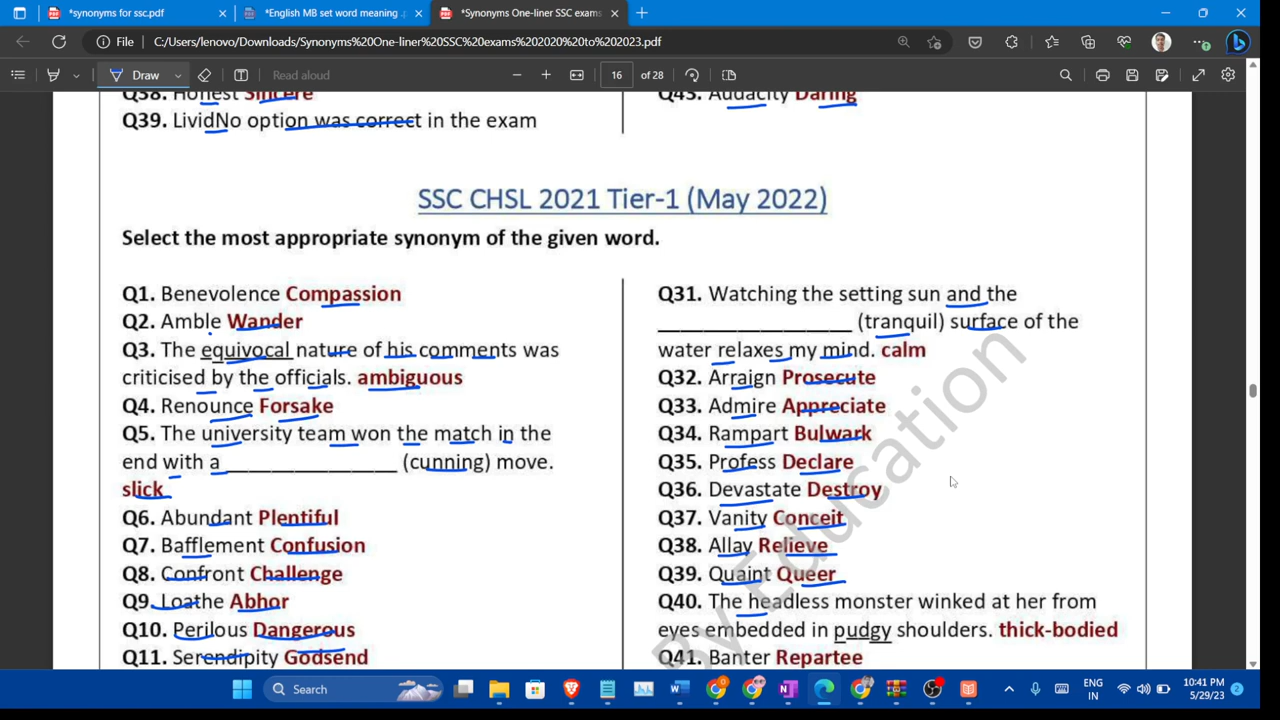 *synonyms for ssc.pdf
*English MB set word meaning .p
*Synonyms One-liner SSC exams
File
C:/Users/lenovo/Downloads/Synonyms%20One-liner%20SSC%20exams%202020%20to%202023.pdf
Draw
Read aloud
16 of 28
Q38. Honest Sincere
Q39. LividNo option was correct in the exam
Q43. Audacity Daring
SSC CHSL 2021 Tier-1 (May 2022)
Select the most appropriate synonym of the given word.
Q1. Benevolence Compassion
Q2. Amble Wander
Q3. The equivocal nature of his comments was
criticised by the officials. ambiguous
Q4. Renounce Forsake
Q5. The university team won the match in the
end with a ________________ (cunning) move.
slick
Q6. Abundant Plentiful
Q7. Bafflement Confusion
Q8. Confront Challenge
Q9. Loathe Abhor
Q10. Perilous Dangerous
Q11. Serendipity Godsend
Q31. Watching the setting sun and the
__________________ (tranquil) surface of the
water relaxes my mind. calm
Q32. Arraign Prosecute
Q33. Admire Appreciate
Q34. Rampart Bulwark
Q35. Profess Declare
Q36. Devastate Destroy
Q37. Vanity Conceit
Q38. Allay Relieve
Q39. Quaint Queer
Q40. The headless monster winked at her from
eyes embedded in pudgy shoulders. thick-bodied
Q41. Banter Repartee
By Education
Search
ENG
IN
10:41 PM
5/29/23